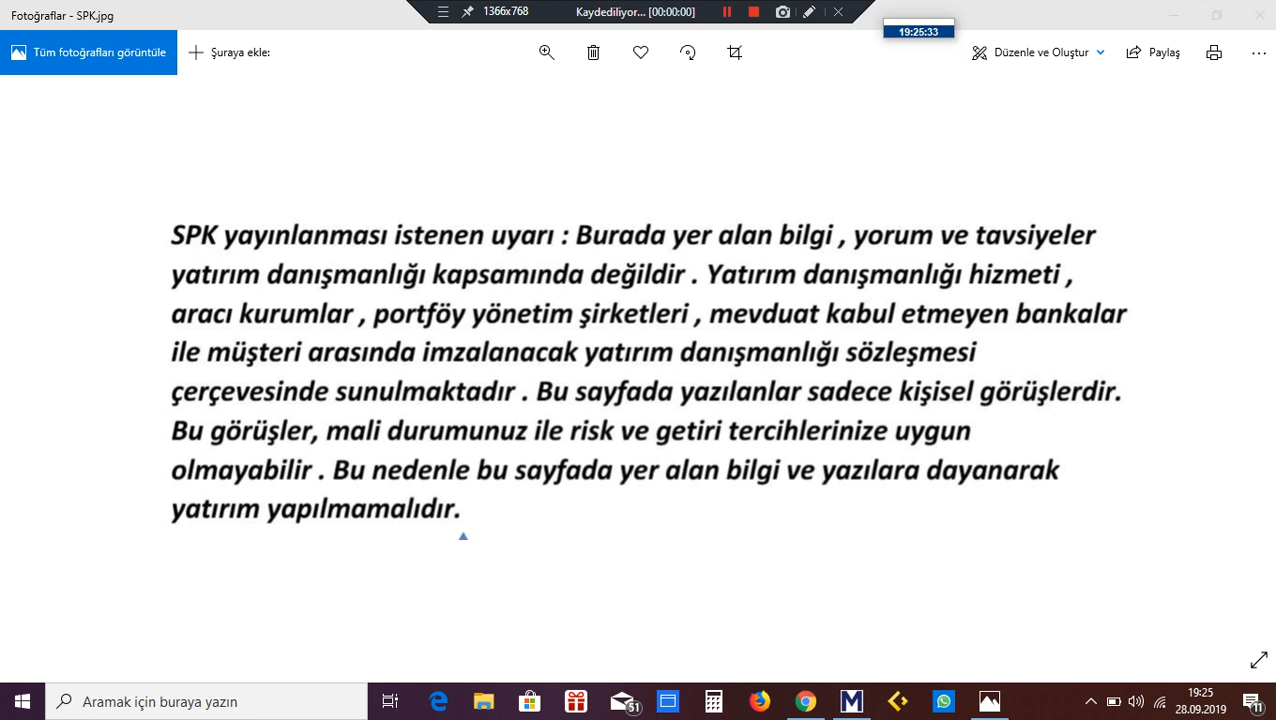 Fotoğraflar - SPK.jpg
1366x768
Kaydediliyor... [00:00:00]
19:25:33
Tüm fotoğrafları görüntüle
Şuraya ekle:
Düzenle ve Oluştur
Paylaş
SPK yayınlanması istenen uyarı : Burada yer alan bilgi , yorum ve tavsiyeler
yatırım danışmanlığı kapsamında değildir . Yatırım danışmanlığı hizmeti ,
aracı kurumlar , portföy yönetim şirketleri , mevduat kabul etmeyen bankalar
ile müşteri arasında imzalanacak yatırım danışmanlığı sözleşmesi
çerçevesinde sunulmaktadır . Bu sayfada yazılanlar sadece kişisel görüşlerdir.
Bu görüşler, mali durumunuz ile risk ve getiri tercihlerinize uygun
olmayabilir . Bu nedenle bu sayfada yer alan bilgi ve yazılara dayanarak
yatırım yapılmamalıdır.
Aramak için buraya yazın
51
M
19:25
28.09.2019
11